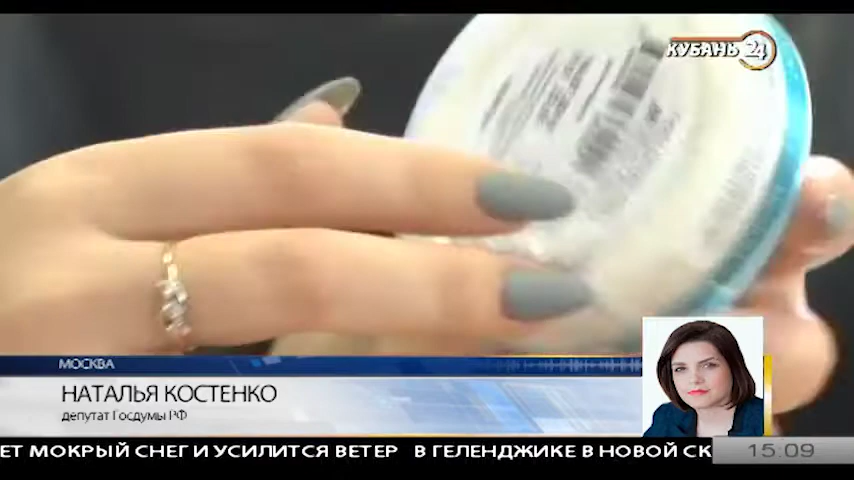 КУБАНЬ 24
МОСКВА
НАТАЛЬЯ КОСТЕНКО
депутат Госдумы РФ
ЕТ МОКРЫЙ СНЕГ И УСИЛИТСЯ ВЕТЕР В ГЕЛЕНДЖИКЕ В НОВОЙ СК
15:09